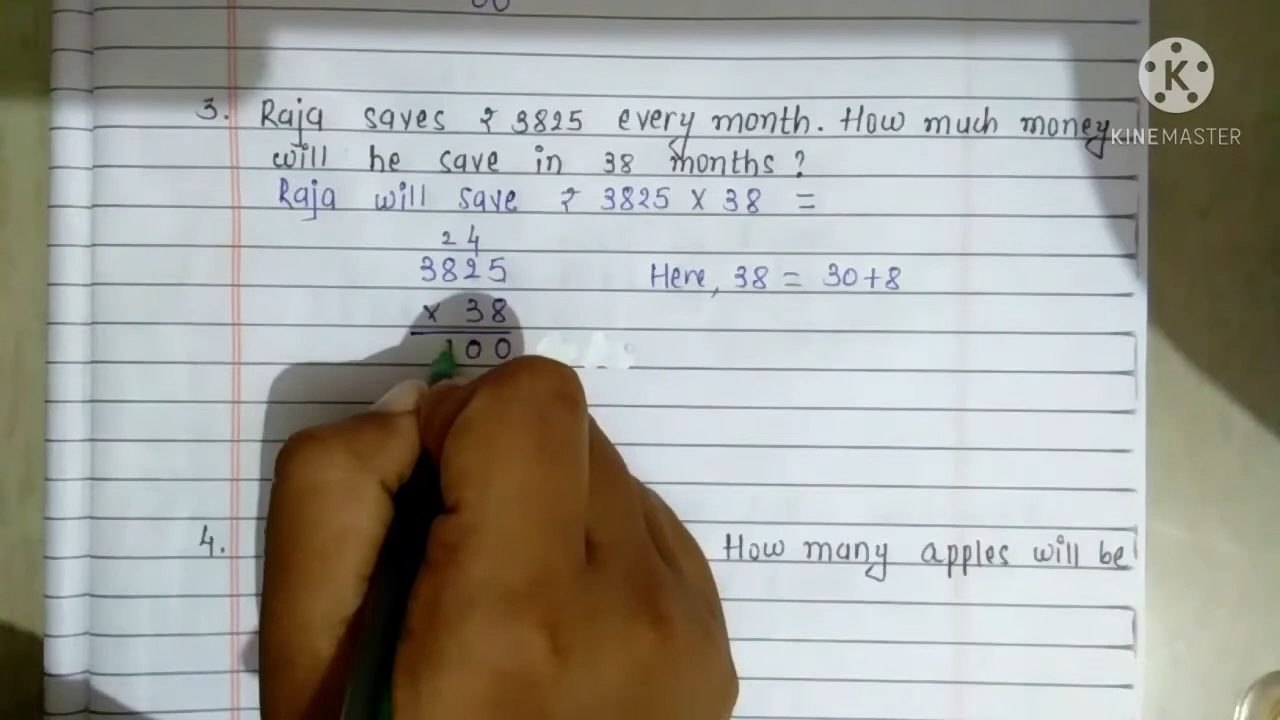 3. Raja saves ₹ 3825 every month. How much money
will he save in 38 months?
Raja will save ₹ 3825 × 38 =
2 4
3825
Here, 38 = 30+8
× 38
100
4. How many apples will be
K
KINEMASTER